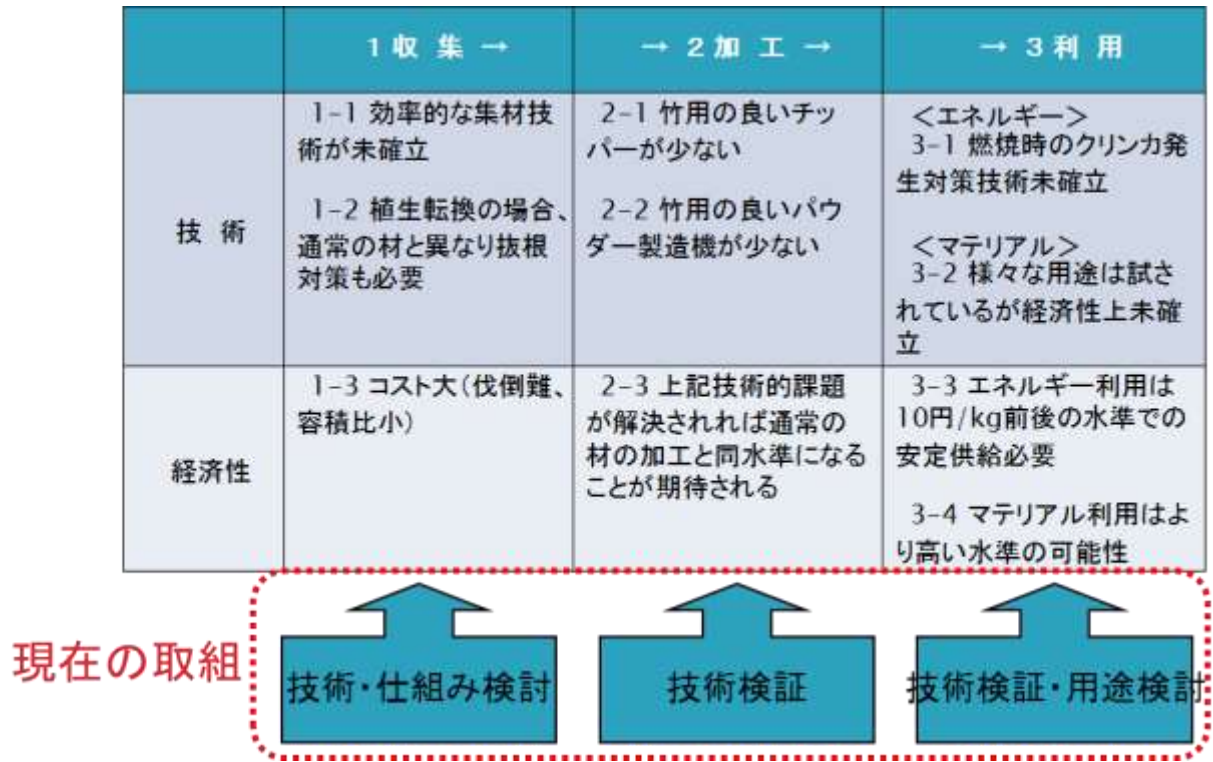 1収 集 →
→ 2加 工 →
→ 3利 用
技 術
1-1 効率的な集材技
術が未確立
1-2 植生転換の場合、
通常の材と異なり抜根
対策も必要
2-1 竹用の良いチッ
パーが少ない
2-2 竹用の良いパウ
ダー製造機が少ない
＜エネルギー＞
3-1 燃焼時のクリンカ発
生対策技術未確立
＜マテリアル＞
3-2 様々な用途は試さ
れているが経済性上未確
立
経済性
1-3 コスト大(伐倒難、
容積比小)
2-3 上記技術的課題
が解決されれば通常の
材の加工と同水準になる
ことが期待される
3-3 エネルギー利用は
10円/kg前後の水準での
安定供給必要
3-4 マテリアル利用はよ
り高い水準の可能性
現在の取組
技術・仕組み検討
技術検証
技術検証・用途検討